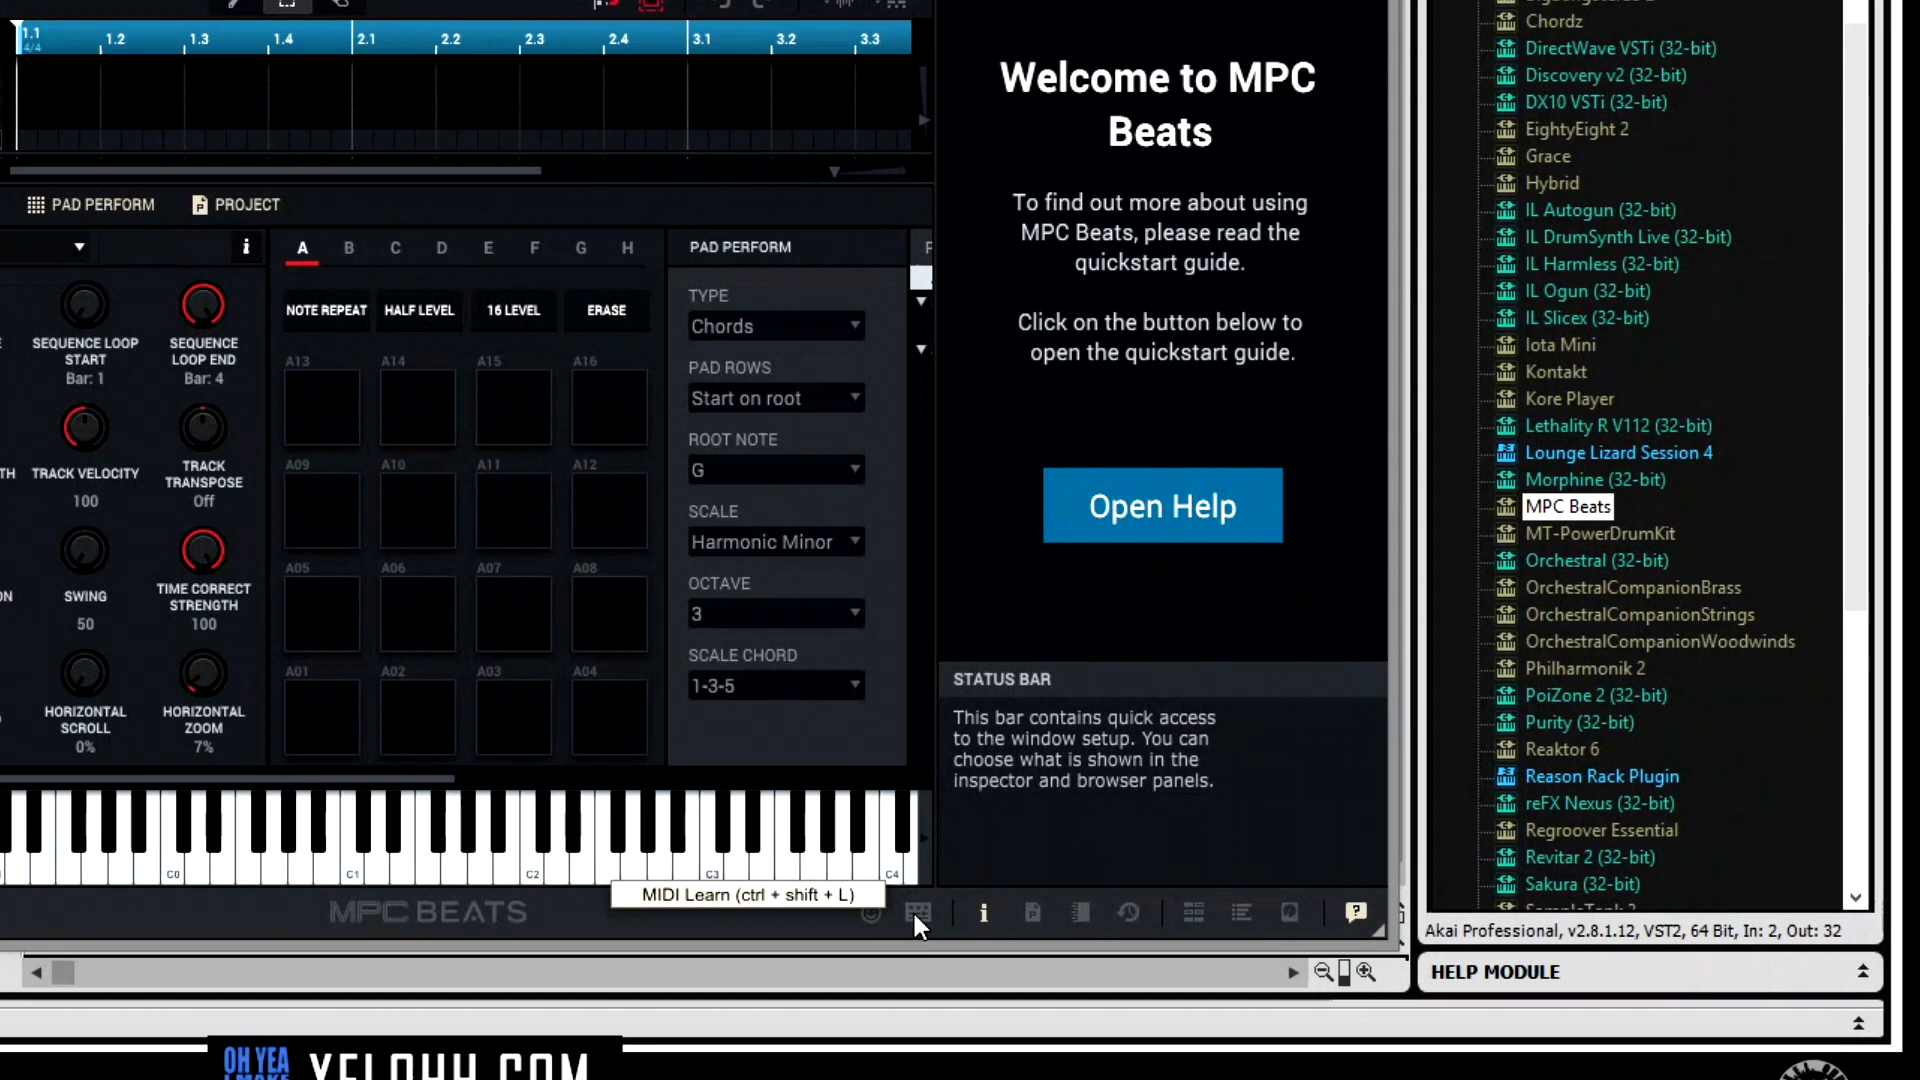 1.1
4/4
1.2
1.3
1.4
2.1
2.2
2.3
2.4
3.1
3.2
3.3
PAD PERFORM
PROJECT
i
SEQUENCE LOOP
START
Bar: 1
SEQUENCE
LOOP END
Bar: 4
TRACK VELOCITY
100
TRACK
TRANSPOSE
Off
SWING
50
TIME CORRECT
STRENGTH
100
HORIZONTAL
SCROLL
0%
HORIZONTAL
ZOOM
7%
A B C D E F G H
NOTE REPEAT
HALF LEVEL
16 LEVEL
ERASE
A13 A14 A15 A16
A09 A10 A11 A12
A05 A06 A07 A08
A01 A02 A03 A04
PAD PERFORM
TYPE
Chords
PAD ROWS
Start on root
ROOT NOTE
G
SCALE
Harmonic Minor
OCTAVE
3
SCALE CHORD
1-3-5
C0
C1
C2
C3
C4
MIDI Learn (ctrl + shift + L)
MPC BEATS
i
?
Welcome to MPC
Beats
To find out more about using
MPC Beats, please read the
quickstart guide.
Click on the button below to
open the quickstart guide.
Open Help
STATUS BAR
This bar contains quick access
to the window setup. You can
choose what is shown in the
inspector and browser panels.
Chordz
DirectWave VSTi (32-bit)
Discovery v2 (32-bit)
DX10 VSTi (32-bit)
EightyEight 2
Grace
Hybrid
IL Autogun (32-bit)
IL DrumSynth Live (32-bit)
IL Harmless (32-bit)
IL Ogun (32-bit)
IL Slicex (32-bit)
Iota Mini
Kontakt
Kore Player
Lethality R V112 (32-bit)
Lounge Lizard Session 4
Morphine (32-bit)
MPC Beats
MT-PowerDrumKit
Orchestral (32-bit)
OrchestralCompanionBrass
OrchestralCompanionStrings
OrchestralCompanionWoodwinds
Philharmonik 2
PoiZone 2 (32-bit)
Purity (32-bit)
Reaktor 6
Reason Rack Plugin
reFX Nexus (32-bit)
Regroover Essential
Revitar 2 (32-bit)
Sakura (32-bit)
Akai Professional, v2.8.1.12, VST2, 64 Bit, In: 2, Out: 32
HELP MODULE
OH YEA
I MAKE
XFLOHH.COM